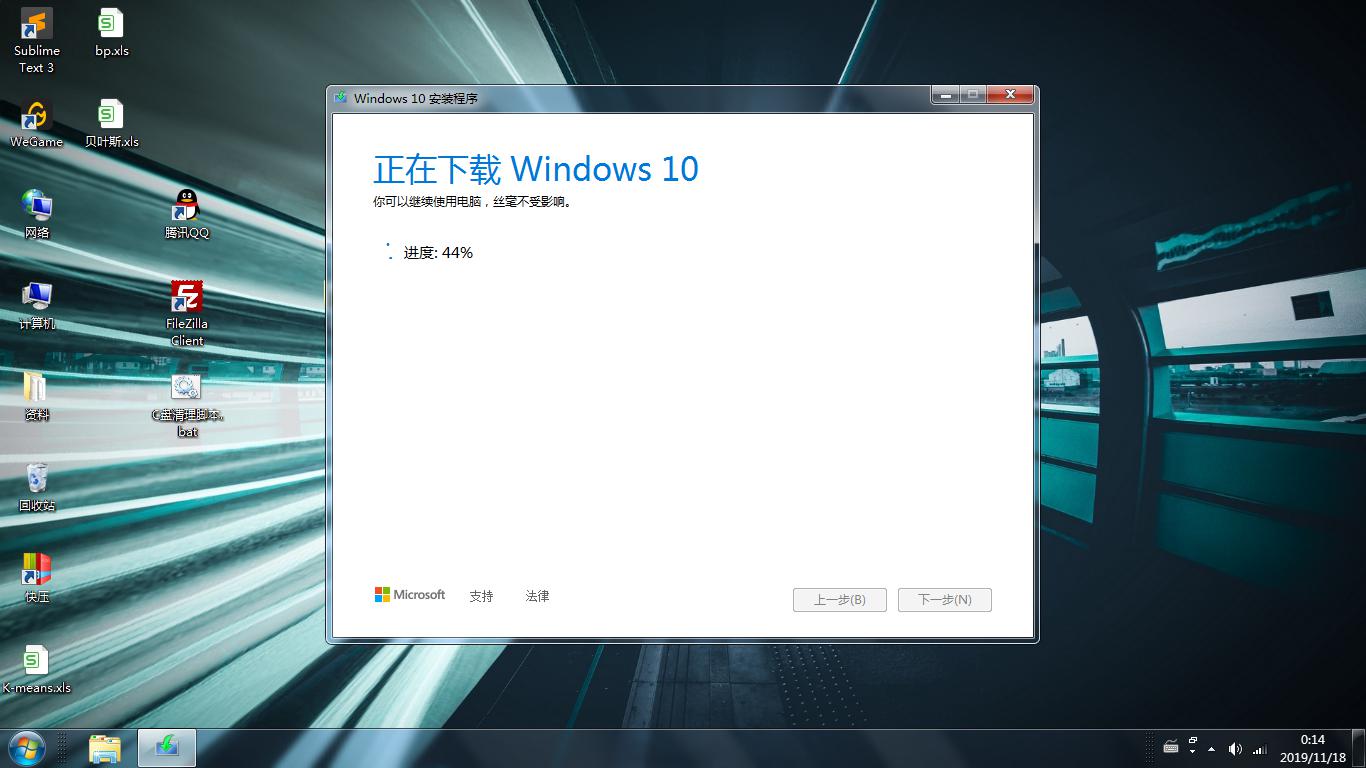 Sublime
Text 3
bp.xls
WeGame
贝叶斯.xls
网络
腾讯QQ
计算机
FileZilla
Client
资料
C盘清理脚本.
bat
回收站
快压
K-means.xls
Windows 10 安装程序
正在下载 Windows 10
你可以继续使用电脑，丝毫不受影响。
进度: 44%
Microsoft
支持
法律
上一步(B)
下一步(N)
0:14
2019/11/18